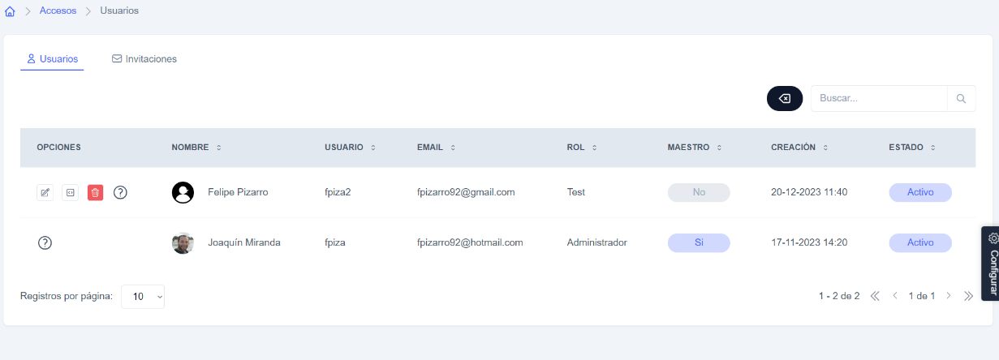 Accesos Usuarios
Usuarios Invitaciones
Buscar...
OPCIONES NOMBRE USUARIO EMAIL ROL MAESTRO CREACIÓN ESTADO
Felipe Pizarro fpiza2 fpizarro92@gmail.com Test No 20-12-2023 11:40 Activo
Joaquín Miranda fpiza fpizarro92@hotmail.com Administrador Si 17-11-2023 14:20 Activo
Configurar
Registros por página: 10 1 - 2 de 2 1 de 1